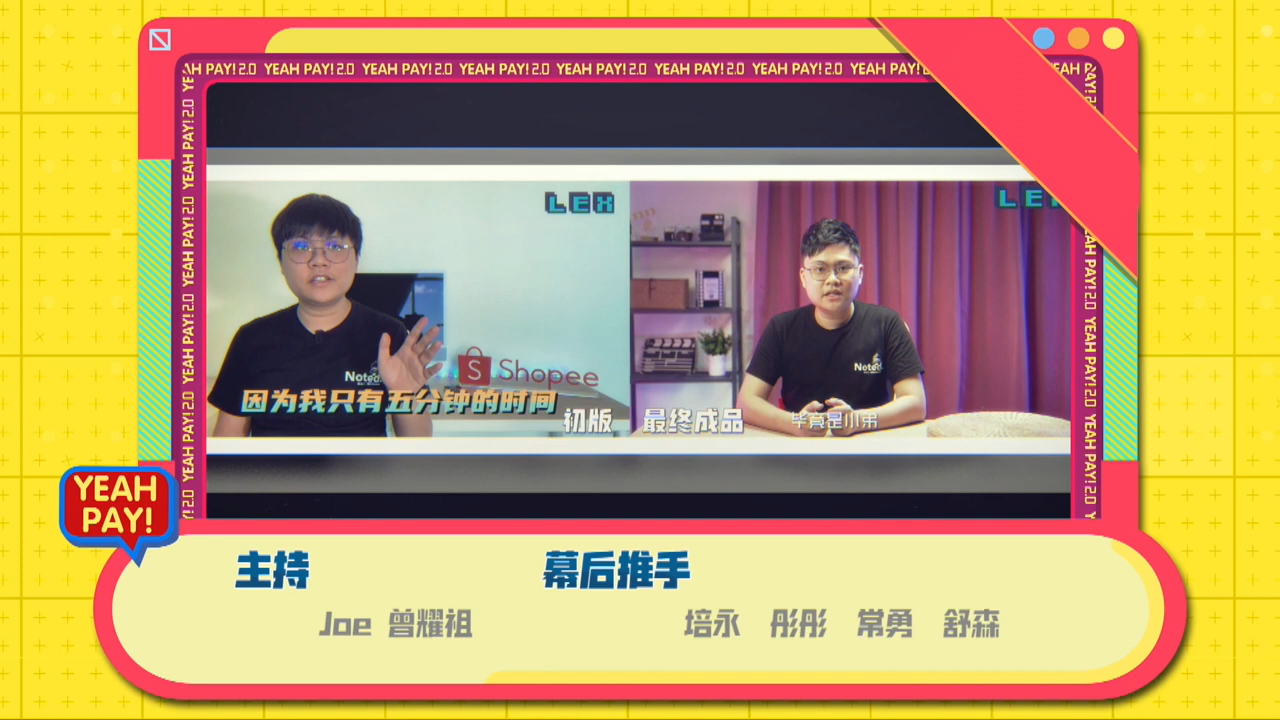 YEAH PAY! 2.0 YEAH PAY! 2.0 YEAH PAY! 2.0 YEAH PAY! 2.0 YEAH PAY! 2.0 YEAH PAY! 2.0 YEAH PAY!
LEX
Noted.
Shopee
因为我只有五分钟的时间
初版
最终成品
Noted.
毕竟是小弟
YEAH
PAY!
主持
幕后推手
Joe 曾耀祖
培永 彤彤 常勇 舒森